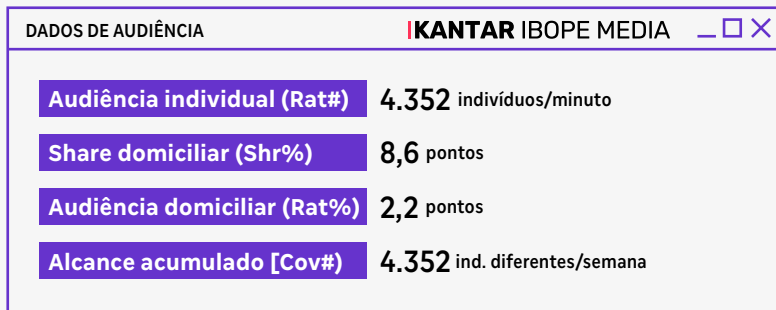 DADOS DE AUDIÊNCIA KANTAR IBOPE MEDIA
Audiência individual (Rat#) 4.352 indivíduos/minuto
Share domiciliar (Shr%) 8,6 pontos
Audiência domiciliar (Rat%) 2,2 pontos
Alcance acumulado [Cov#) 4.352 ind. diferentes/semana